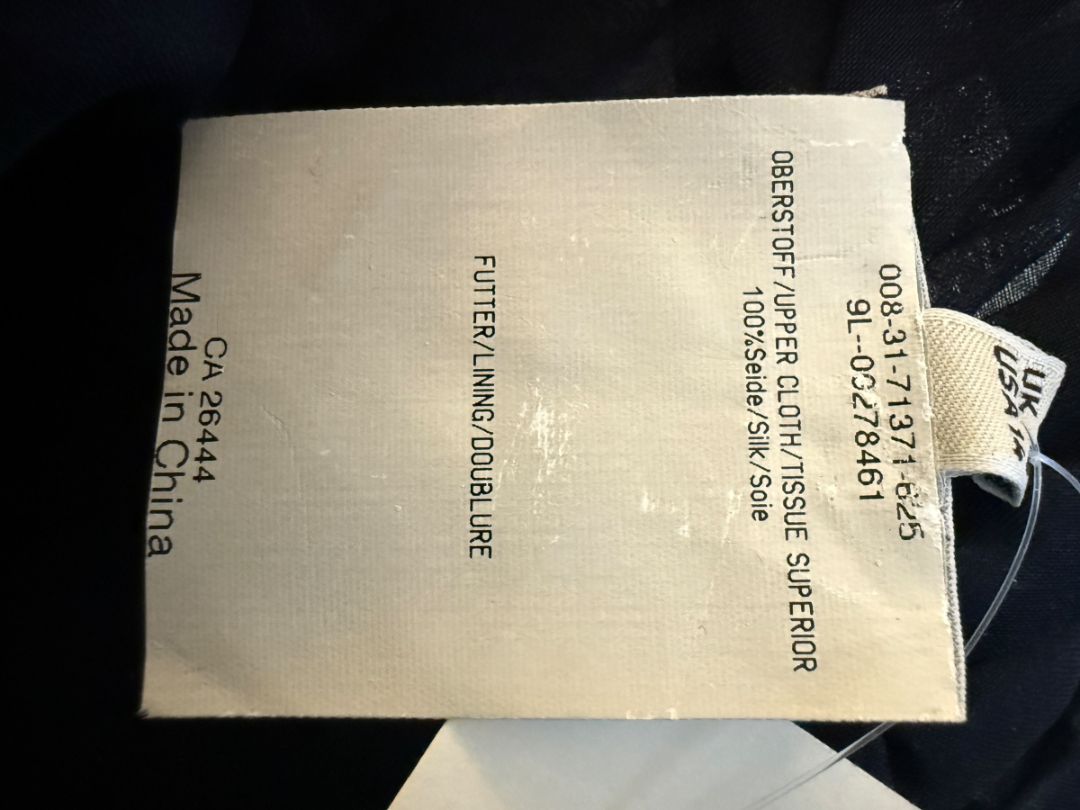 UK
USA
008-31-71371-625
9L--00278461
OBERSTOFF/UPPER CLOTH/TISSUE SUPERIOR
100%Seide/Silk/Soie
FUTTER/LINING/DOUBLURE
CA 26444
Made in China